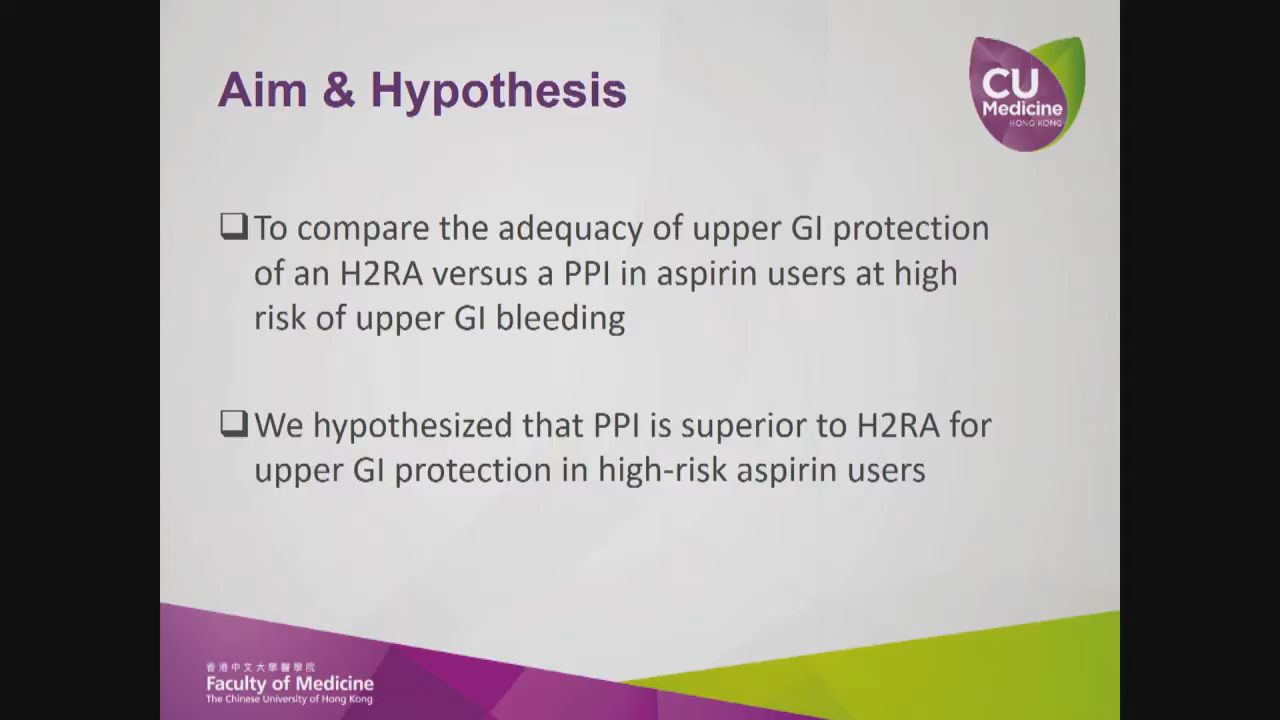 Aim & Hypothesis
CU
Medicine
HONG KONG
❑ To compare the adequacy of upper GI protection
of an H2RA versus a PPI in aspirin users at high
risk of upper GI bleeding
❑ We hypothesized that PPI is superior to H2RA for
upper GI protection in high-risk aspirin users
香港中文大學醫學院
Faculty of Medicine
The Chinese University of Hong Kong